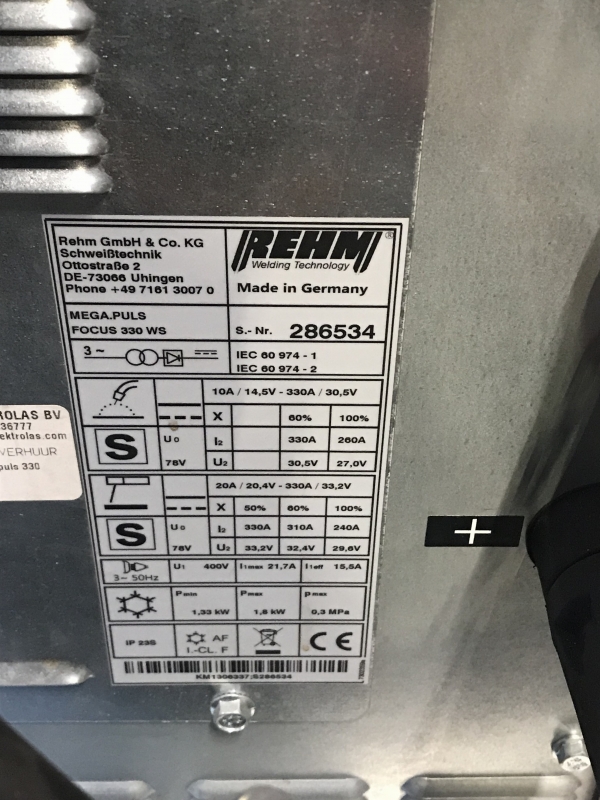 Rehm GmbH & Co. KG
Schweißtechnik
Ottostraße 2
DE-73066 Uhingen
Phone +49 7161 3007 0
REHM®
Welding Technology
Made in Germany
MEGA.PULS
FOCUS 330 WS
S.- Nr. 286534
3 ~
IEC 60 974 - 1
IEC 60 974 - 2
10A / 14,5V - 330A / 30,5V
X 60% 100%
S U0 I2 330A 260A
78V U2 30,5V 27,0V
20A / 20,4V - 330A / 33,2V
X 50% 60% 100%
S U0 I2 330A 310A 240A
78V U2 33,2V 32,4V 29,6V
3~ 50Hz U1 400V I1max 21,7A I1eff 15,5A
Pmin Pmax pmax
1,33 kW 1,8 kW 0,3 MPa
IP 23S AF CE
I.-CL. F
KM1306337;S286534
ROLAS BV
36777
ektrolas.com
VERHUUR
puls 330
+